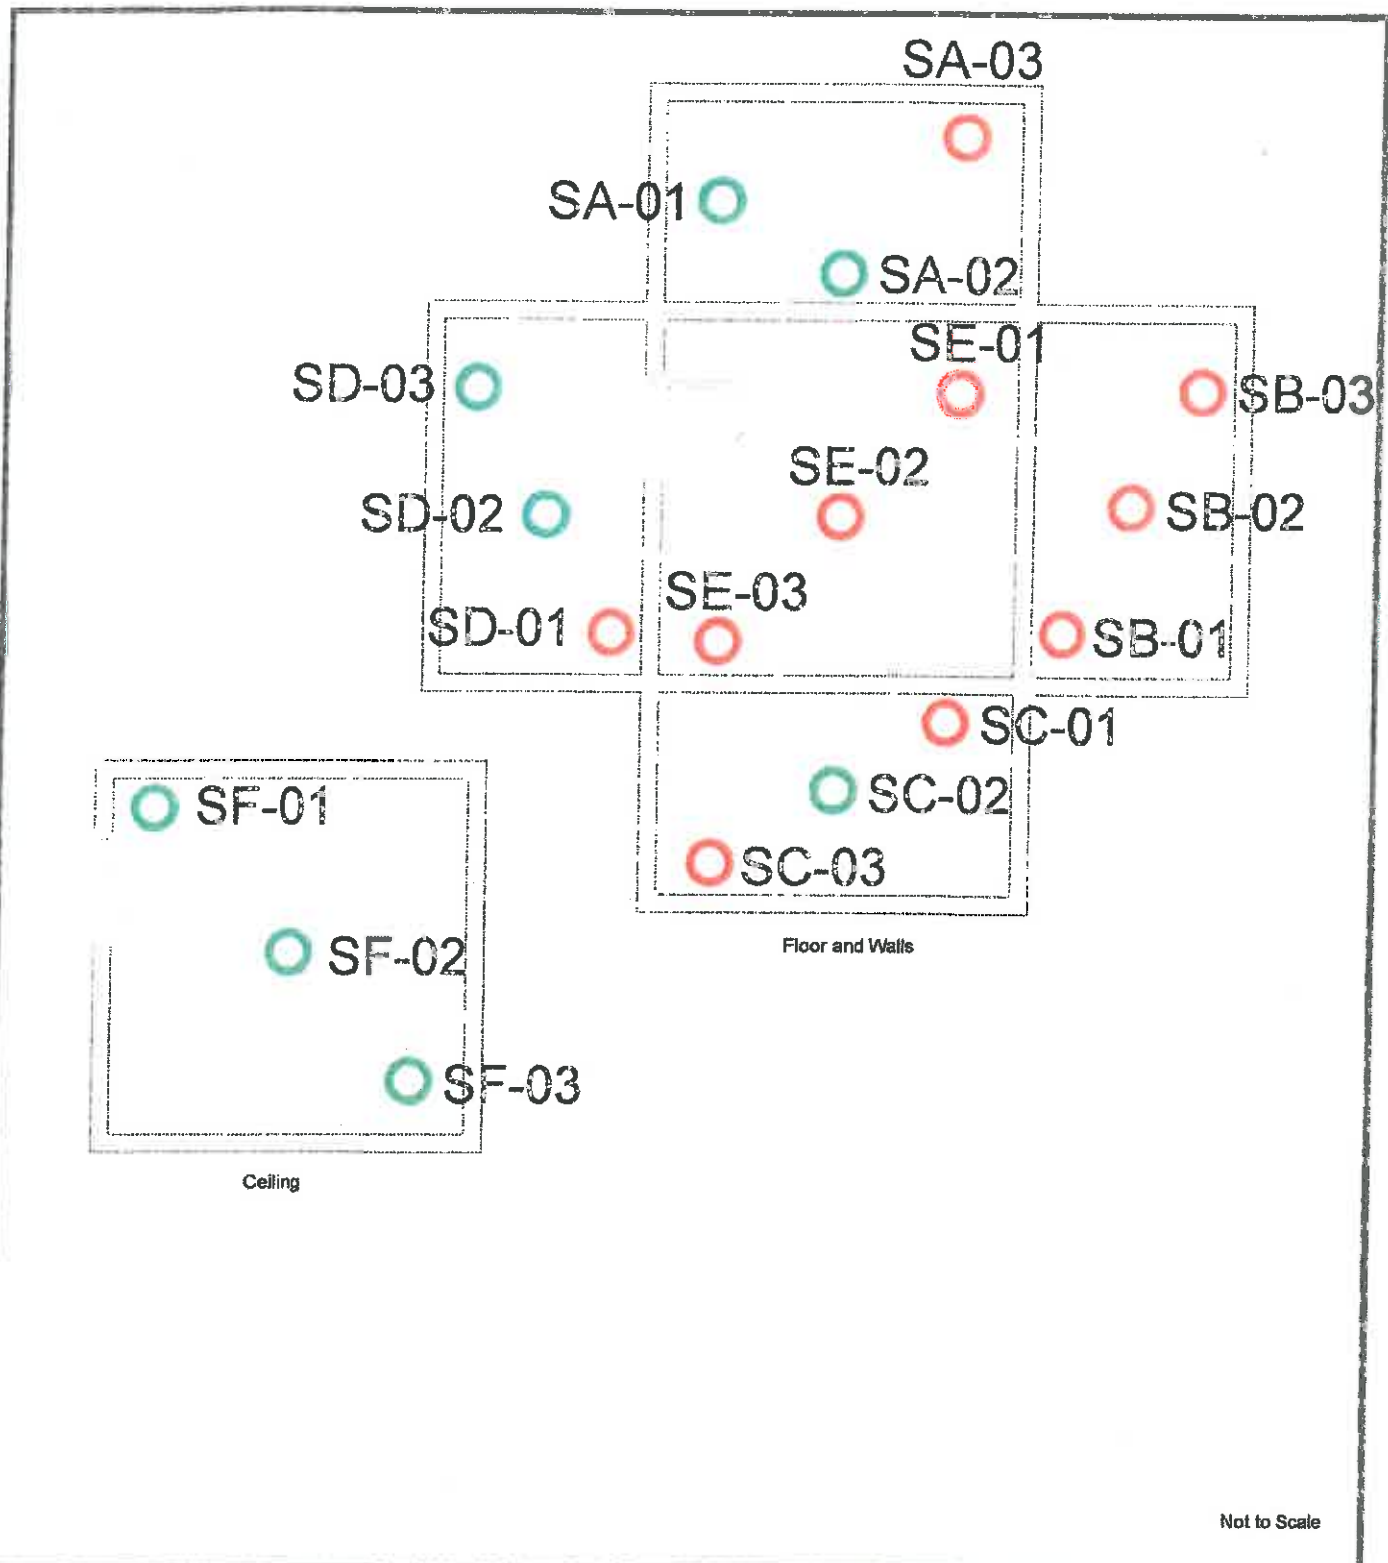 SA-03
SA-01
SA-02
SE-01
SD-03
SB-03
SE-02
SD-02
SB-02
SE-03
SD-01
SB-01
SC-01
SF-01
SC-02
SC-03
Floor and Walls
SF-02
SF-03
Ceiling
Not to Scale